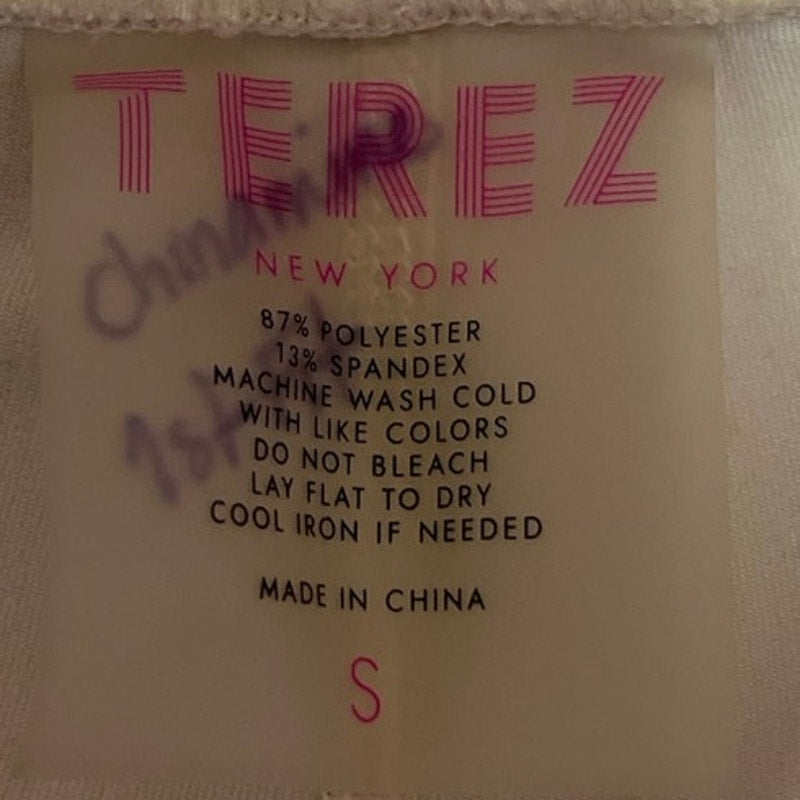 TEREZ
NEW YORK
87% POLYESTER
13% SPANDEX
MACHINE WASH COLD
WITH LIKE COLORS
DO NOT BLEACH
LAY FLAT TO DRY
COOL IRON IF NEEDED
MADE IN CHINA
S